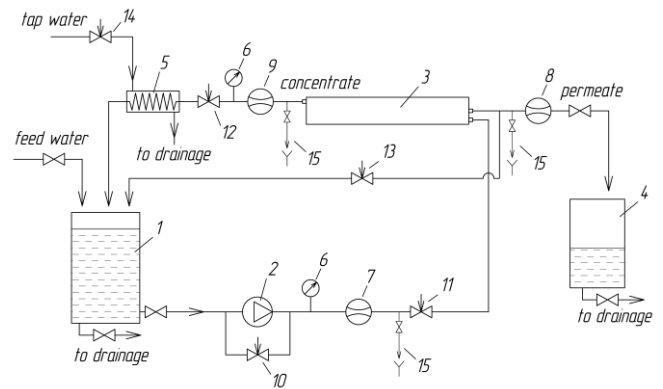 tap water
14
5
6
9
concentrate
3
8
permeate
12
15
to drainage
13
15
feed water
4
1
2
6
7
11
to drainage
10
15
to drainage